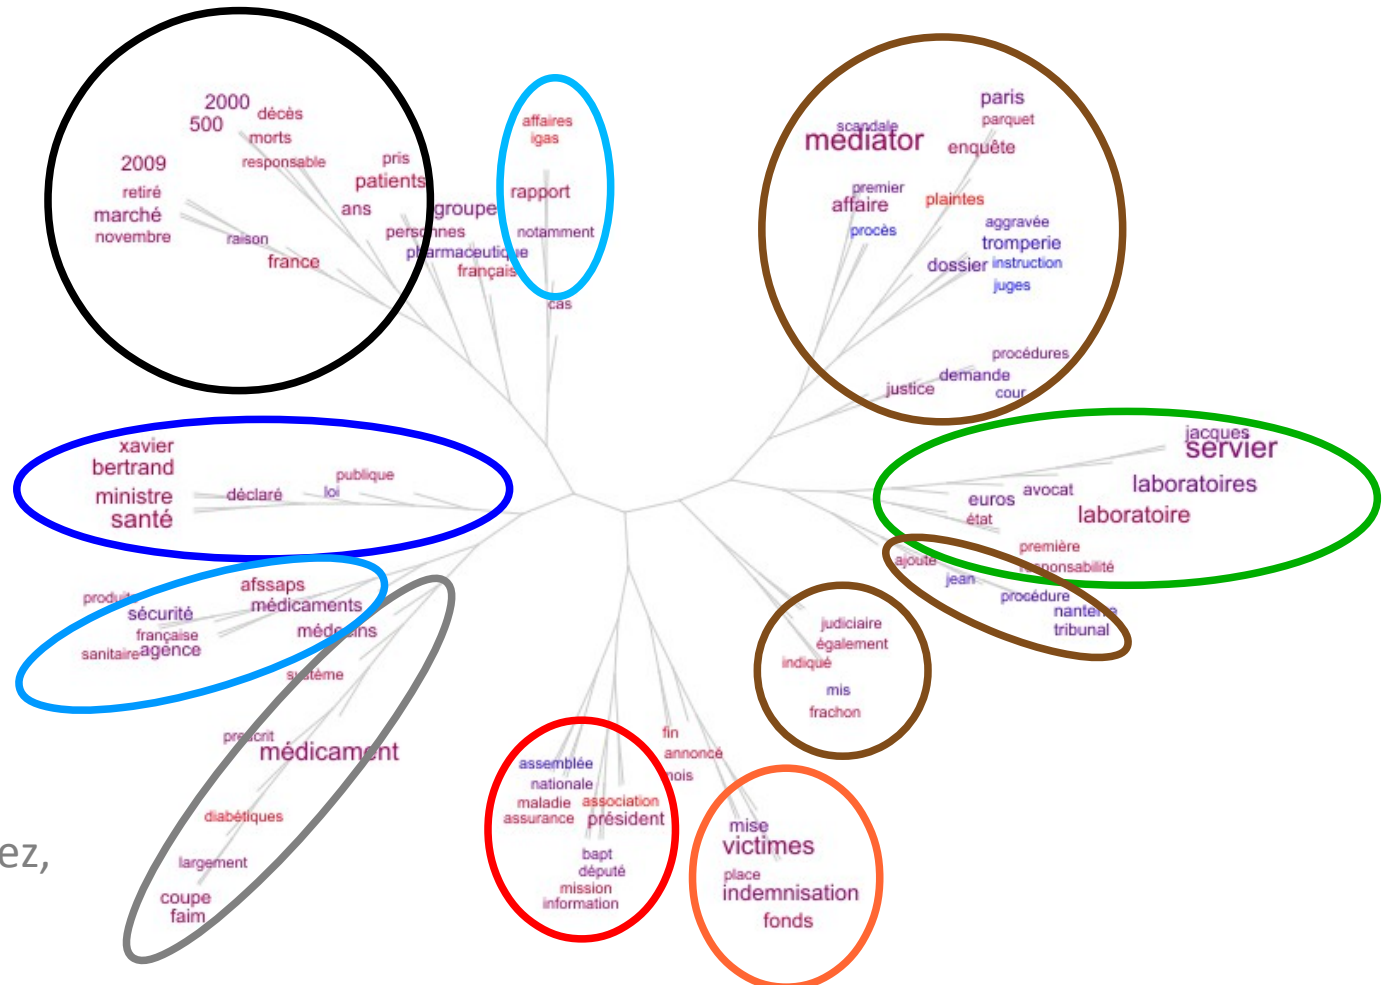 2000
500
décès
morts
responsable
2009
retiré
marché
novembre
raison
france
pris
patients
ans
personnes
groupe
pharmaceutique
français
affaires
igas
rapport
notamment
cas
scandale
mediator
premier
affaire
procès
paris
parquet
enquête
plaintes
aggravée
tromperie
dossier instruction
juges
procédures
demande
justice
cour
xavier
bertrand
ministre
santé
déclaré
loi
publique
jacques
servier
laboratoires
avocat
euros
état
laboratoire
première
responsabilité
ajouté
jean
procédure
nanterre
tribunal
produits
sécurité
française
sanitaire agence
afssaps
médicaments
médecins
système
prescrit
médicament
diabétiques
largement
coupe
faim
ez,
judiciaire
également
indiqué
mis
frachon
fin
annoncé
mois
assemblée
nationale
maladie association
assurance président
bapt
député
mission
information
mise
victimes
place
indemnisation
fonds